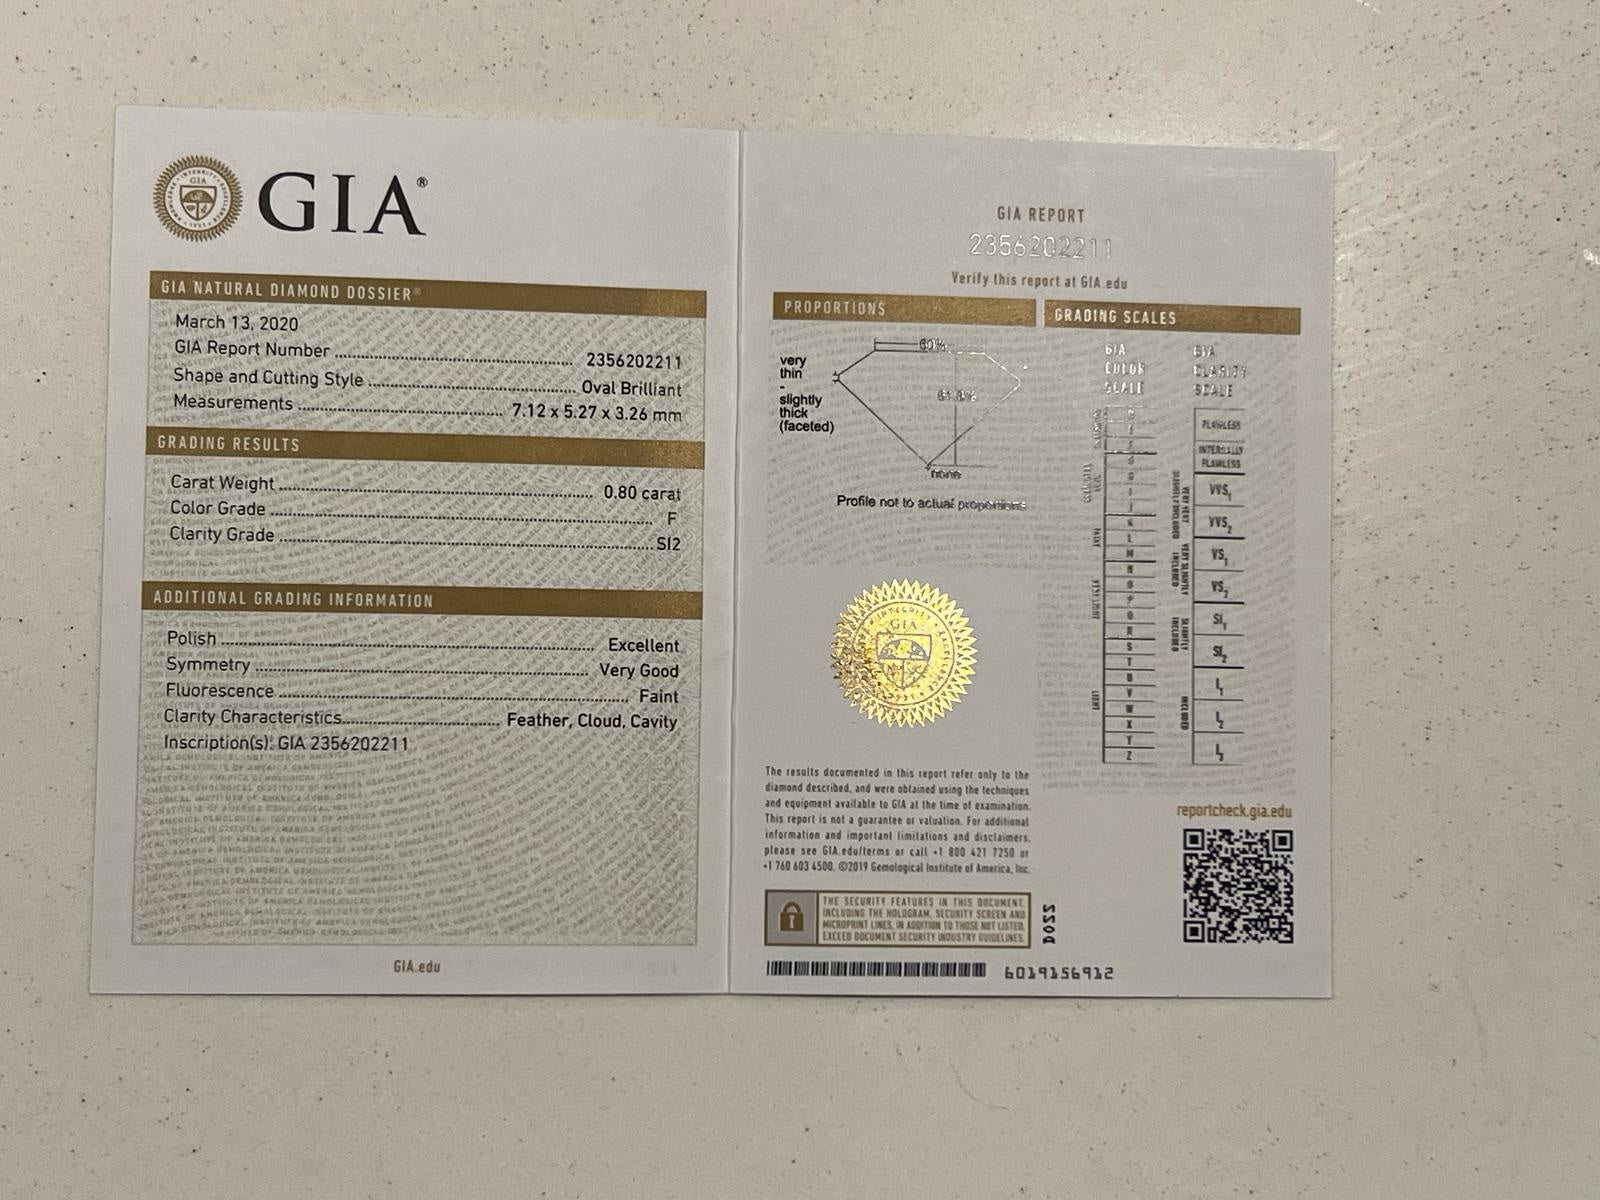 GIA®
GIA NATURAL DIAMOND DOSSIER®
March 13, 2020
GIA Report Number 2356202211
Shape and Cutting Style Oval Brilliant
Measurements 7.12 x 5.27 x 3.26 mm
GRADING RESULTS
Carat Weight 0.80 carat
Color Grade F
Clarity Grade SI2
ADDITIONAL GRADING INFORMATION
Polish Excellent
Symmetry Very Good
Fluorescence Faint
Clarity Characteristics Feather, Cloud, Cavity
Inscription(s): GIA 2356202211
GIA.edu
GIA REPORT
2356202211
Verify this report at GIA.edu
PROPORTIONS
60%
very
thin
-
slightly
thick
(faceted)
61.8%
none
Profile not to actual proportions
GIA
The results documented in this report refer only to the
diamond described, and were obtained using the techniques
and equipment available to GIA at the time of examination.
This report is not a guarantee or valuation. For additional
information and important limitations and disclaimers,
please see GIA.edu/terms or call +1 800 421 7250 or
+1 760 603 4500. ©2019 Gemological Institute of America, Inc.
THE SECURITY FEATURES IN THIS DOCUMENT,
INCLUDING THE HOLOGRAM, SECURITY SCREEN AND
MICROPRINT LINES, IN ADDITION TO THOSE NOT LISTED,
EXCEED DOCUMENT SECURITY INDUSTRY GUIDELINES.
6019156912
GRADING SCALES
GIA
COLOR
SCALE
K
L
M
N
O
P
Q
R
S
T
U
V
W
X
Y
Z
GIA
CLARITY
SCALE
FLAWLESS
INTERNALLY
FLAWLESS
VVS1
VVS2
VS1
VS2
SI1
SI2
I1
I2
I3
reportcheck.gia.edu